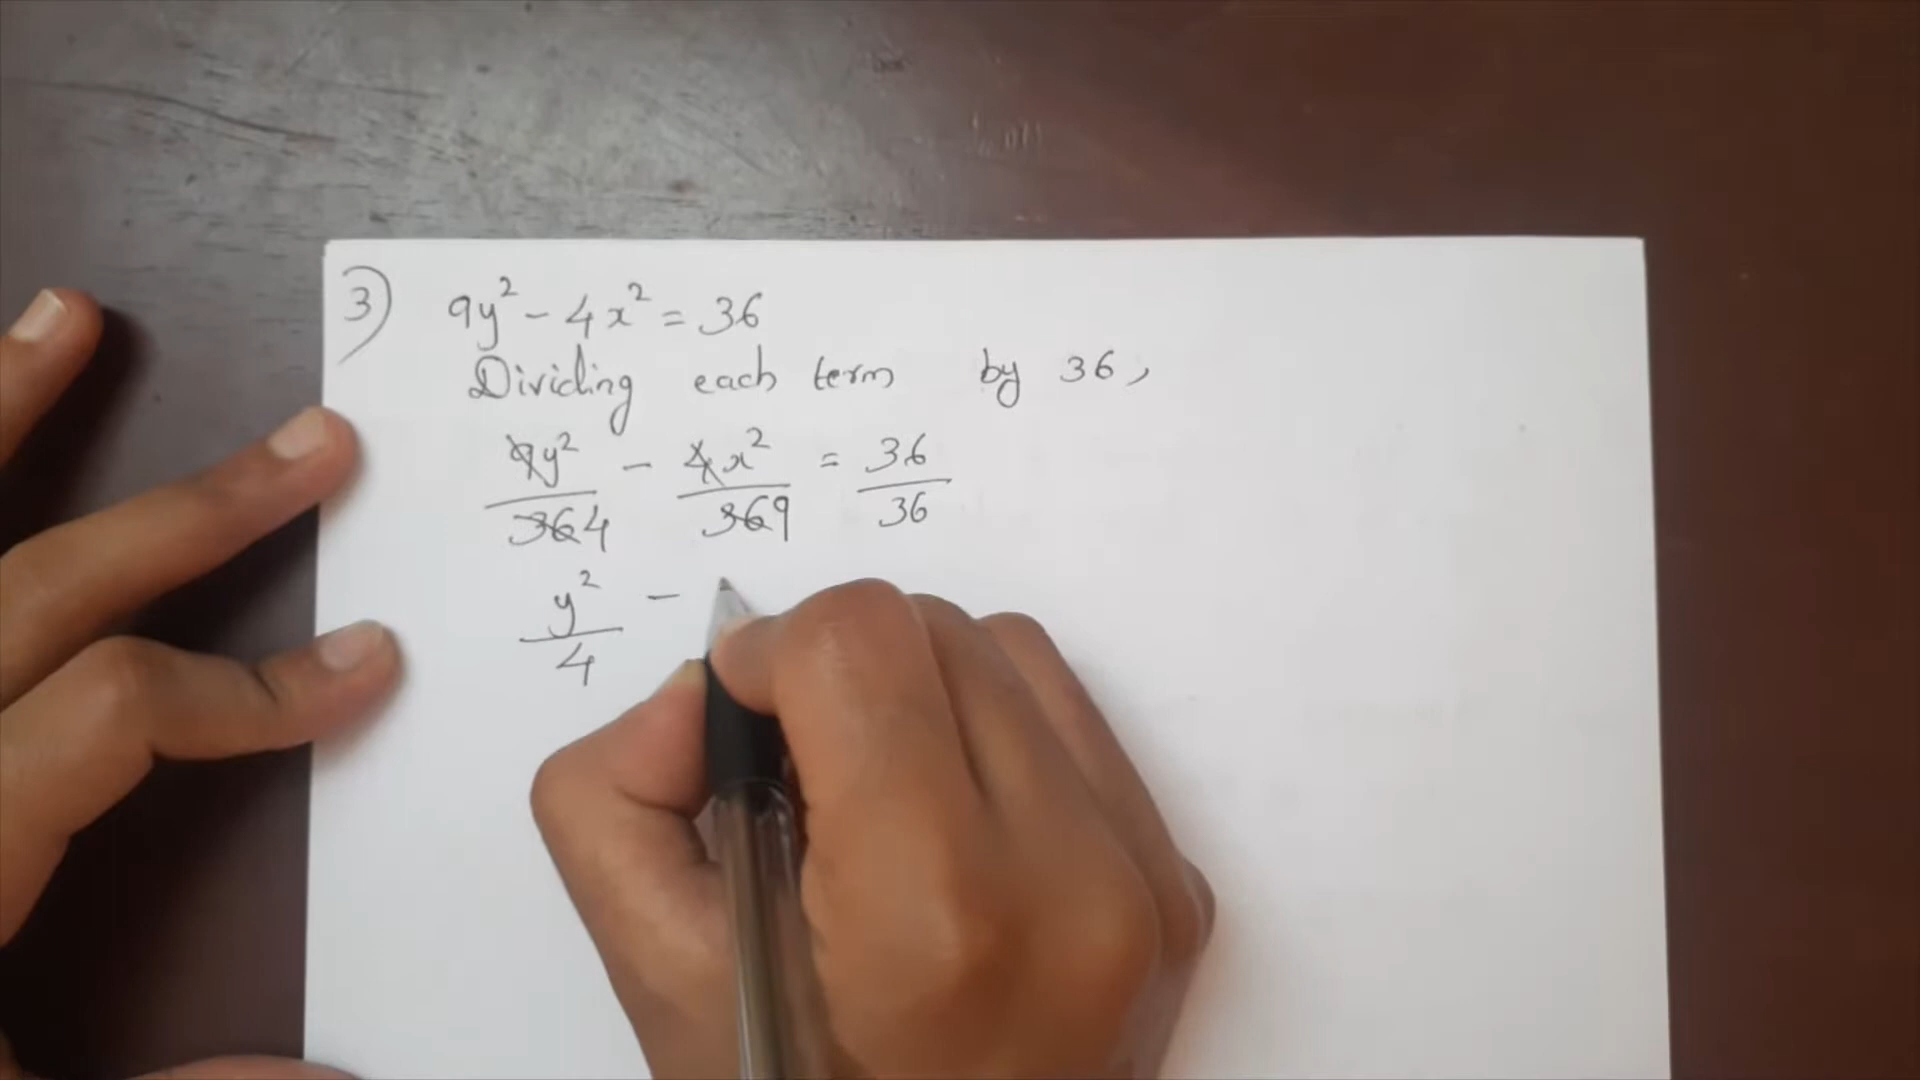 3) 9y² - 4x² = 36
Dividing each term by 36,
9y²/364 - 4x²/369 = 36/36
y²/4 -